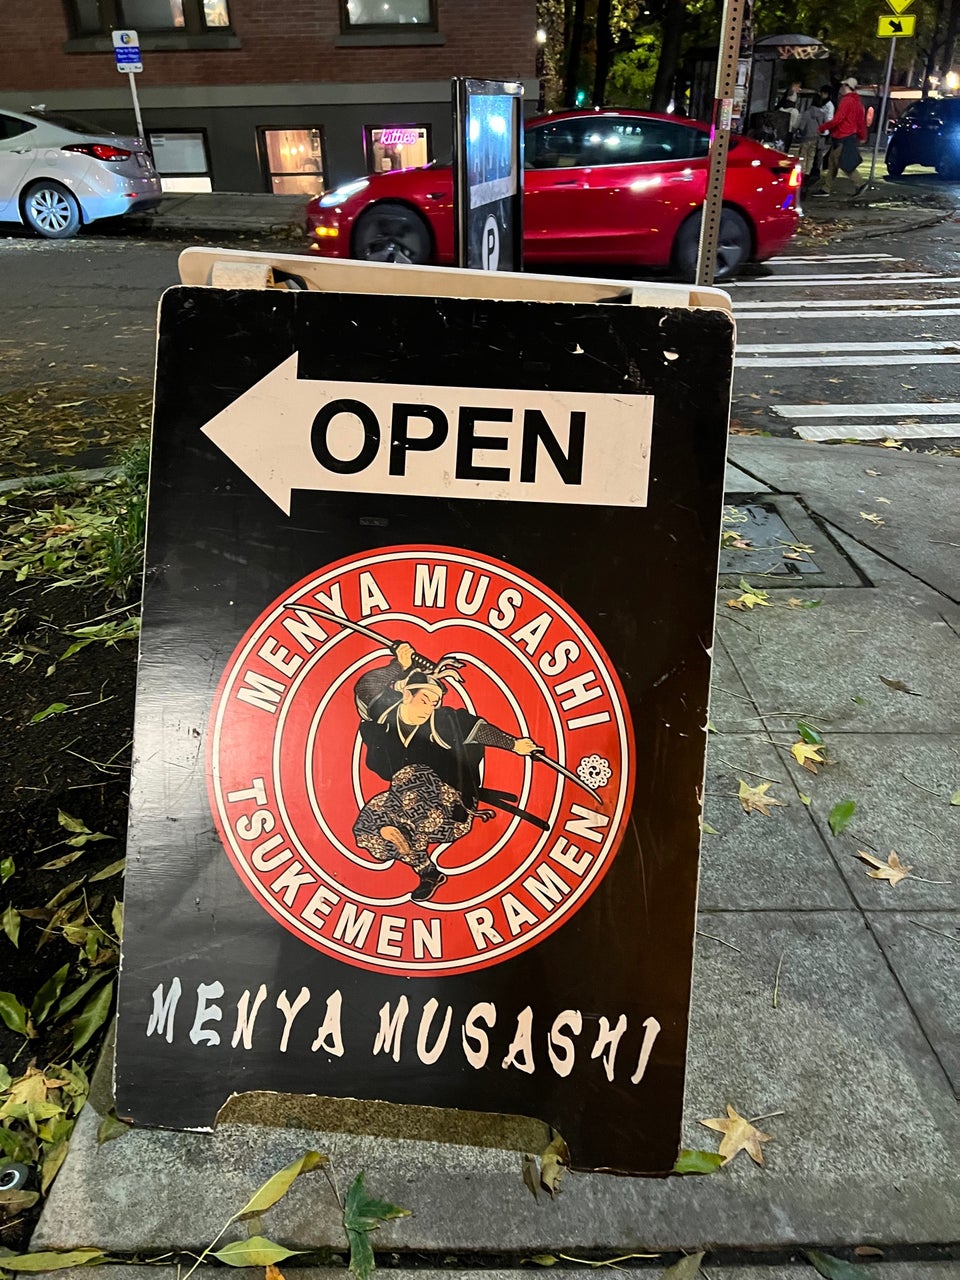 kitties
P
OPEN
MENYA MUSASHI
TSUKEMEN RAMEN
MENYA MUSASHI